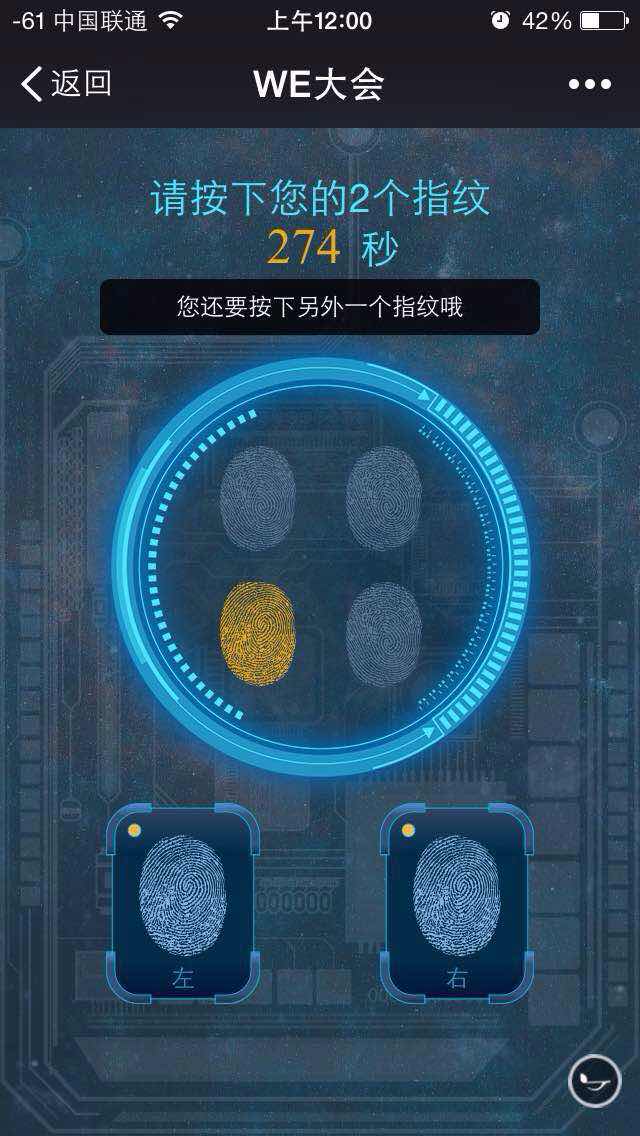 -61 中国联通 上午12:00 42%
返回 WE大会
请按下您的2个指纹
274 秒
您还要按下另外一个指纹哦
左 右